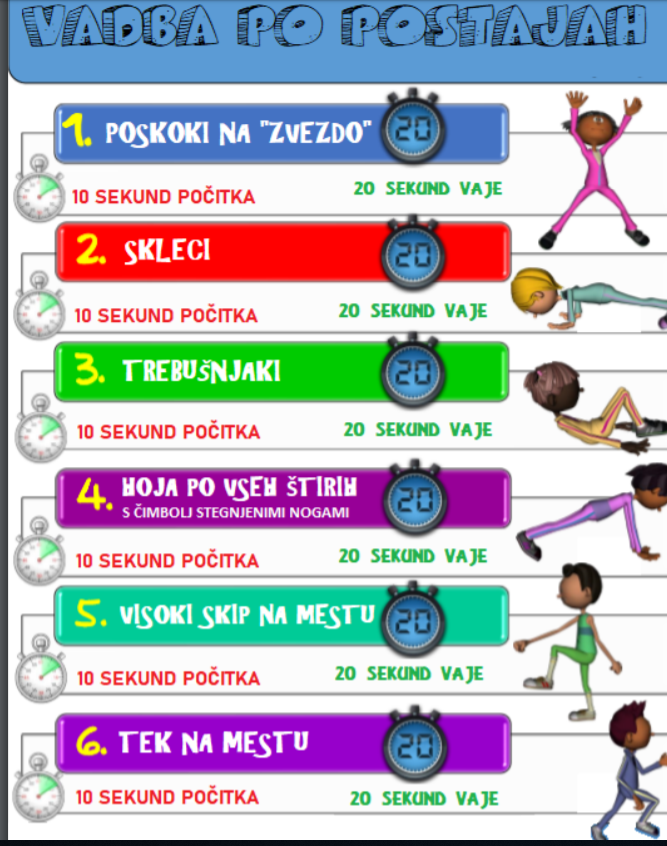 VADBA PO POSTAJAH
1. POSKOKI NA "ZVEZDO" 20
10 SEKUND POČITKA 20 SEKUND VAJE
2. SKLECI 20
10 SEKUND POČITKA 20 SEKUND VAJE
3. TREBUŠNJAKI 20
10 SEKUND POČITKA 20 SEKUND VAJE
4. HOJA PO VSEH ŠTIRIH 20
S ČIMBOLJ STEGNJENIMI NOGAMI
10 SEKUND POČITKA 20 SEKUND VAJE
5. VISOKI SKIP NA MESTU 20
10 SEKUND POČITKA 20 SEKUND VAJE
6. TEK NA MESTU 20
10 SEKUND POČITKA 20 SEKUND VAJE